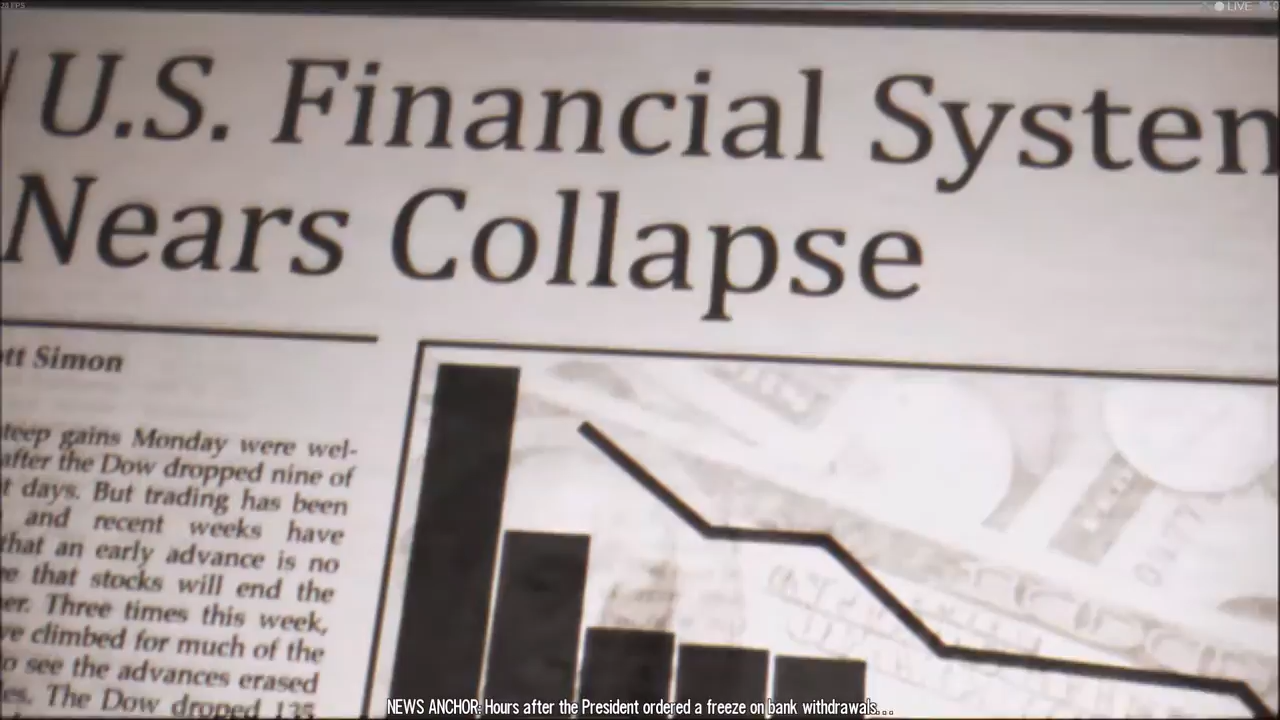 LIVE
U.S. Financial System
Nears Collapse
ott Simon
teep gains Monday were wel-
after the Dow dropped nine of
t days. But trading has been
and recent weeks have
that an early advance is no
e that stocks will end the
er. Three times this week,
ve climbed for much of the
o see the advances erased
es. The Dow droped 135
NEWS ANCHOR: Hours after the President ordered a freeze on bank withdrawals...